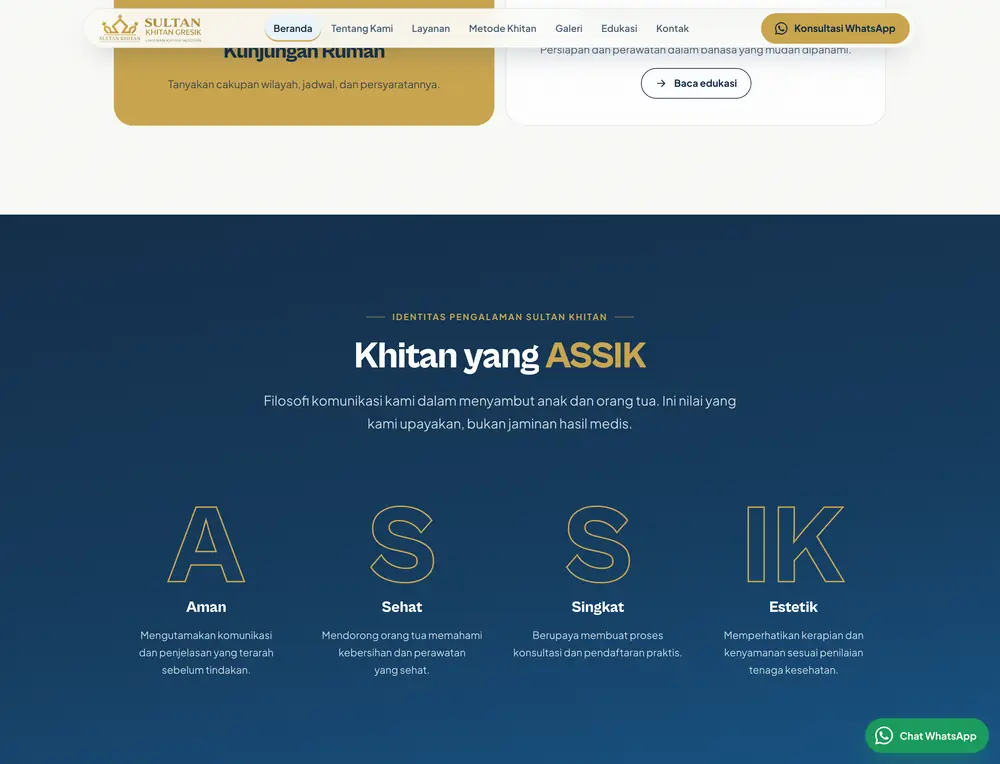 SULTAN
KHITAN GRESIK
Beranda
Tentang Kami
Layanan
Metode Khitan
Galeri
Edukasi
Kontak
Konsultasi WhatsApp
Kunjungan Rumah
Tanyakan cakupan wilayah, jadwal, dan persyaratannya.
Persiapan dan perawatan dalam bahasa yang mudah dipahami.
Baca edukasi
IDENTITAS PENGALAMAN SULTAN KHITAN
Khitan yang ASSIK
Filosofi komunikasi kami dalam menyambut anak dan orang tua. Ini nilai yang
kami upayakan, bukan jaminan hasil medis.
A
S
S
IK
Aman
Mengutamakan komunikasi
dan penjelasan yang terarah
sebelum tindakan.
Sehat
Mendorong orang tua memahami
kebersihan dan perawatan
yang sehat.
Singkat
Berupaya membuat proses
konsultasi dan pendaftaran praktis.
Estetik
Memperhatikan kerapian dan
kenyamanan sesuai penilaian
tenaga kesehatan.
Chat WhatsApp